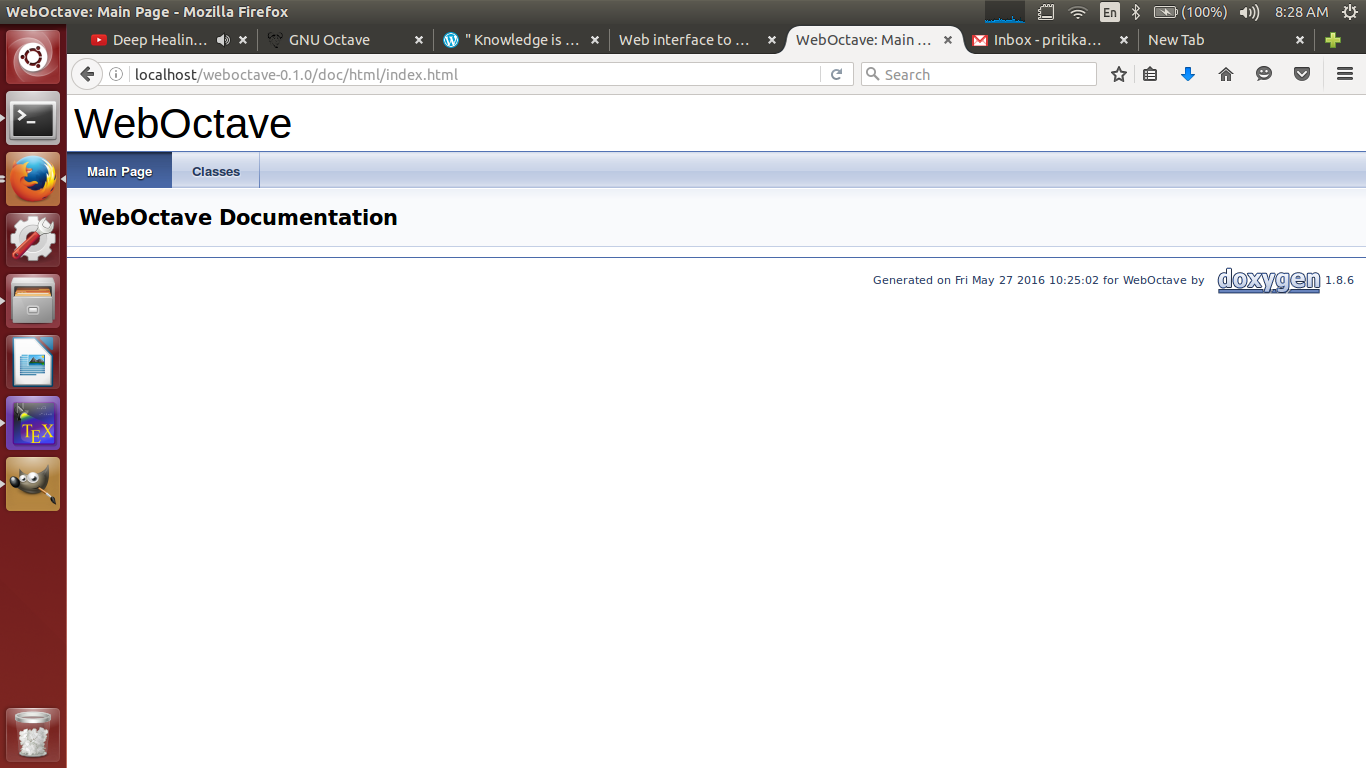 WebOctave: Main Page - Mozilla Firefox
En (100%) 8:28 AM
Deep Healin... GNU Octave " Knowledge is ... Web interface to ... WebOctave: Main ... Inbox - pritika... New Tab
localhost/weboctave-0.1.0/doc/html/index.html Search
WebOctave
Main Page Classes
WebOctave Documentation
Generated on Fri May 27 2016 10:25:02 for WebOctave by doxygen 1.8.6
TEX